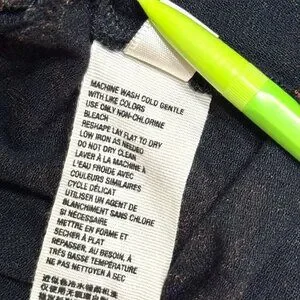 MACHINE WASH COLD GENTLE
WITH LIKE COLORS
USE ONLY NON-CHLORINE
BLEACH
RESHAPE LAY FLAT TO DRY
LOW IRON AS NEEDED
DO NOT DRY CLEAN
LAVER À LA MACHINE À
L'EAU FROIDE AVEC
COULEURS SIMILAIRES
CYCLE DÉLICAT
UTILISER UN AGENT DE
BLANCHIMENT SANS CHLORE
SI NÉCESSAIRE
METTRE EN FORME ET
SÉCHER À PLAT
REPASSER, AU BESOIN, À
TRÈS BASSE TEMPÉRATURE
NE PAS NETTOYER À SEC